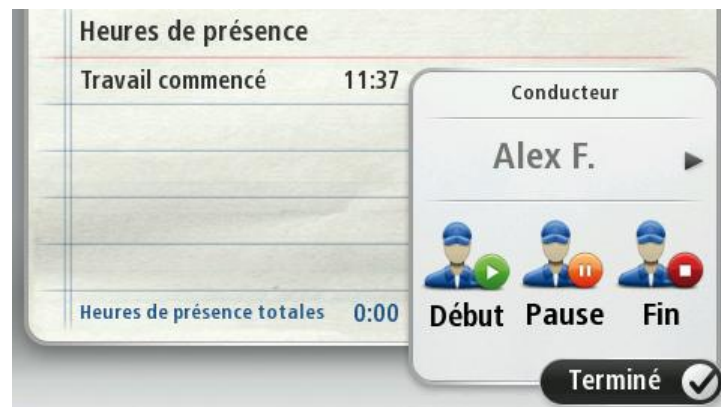 Heures de présence
Travail commencé 11:37
Heures de présence totales 0:00
Conducteur
Alex F.
Début Pause Fin
Terminé